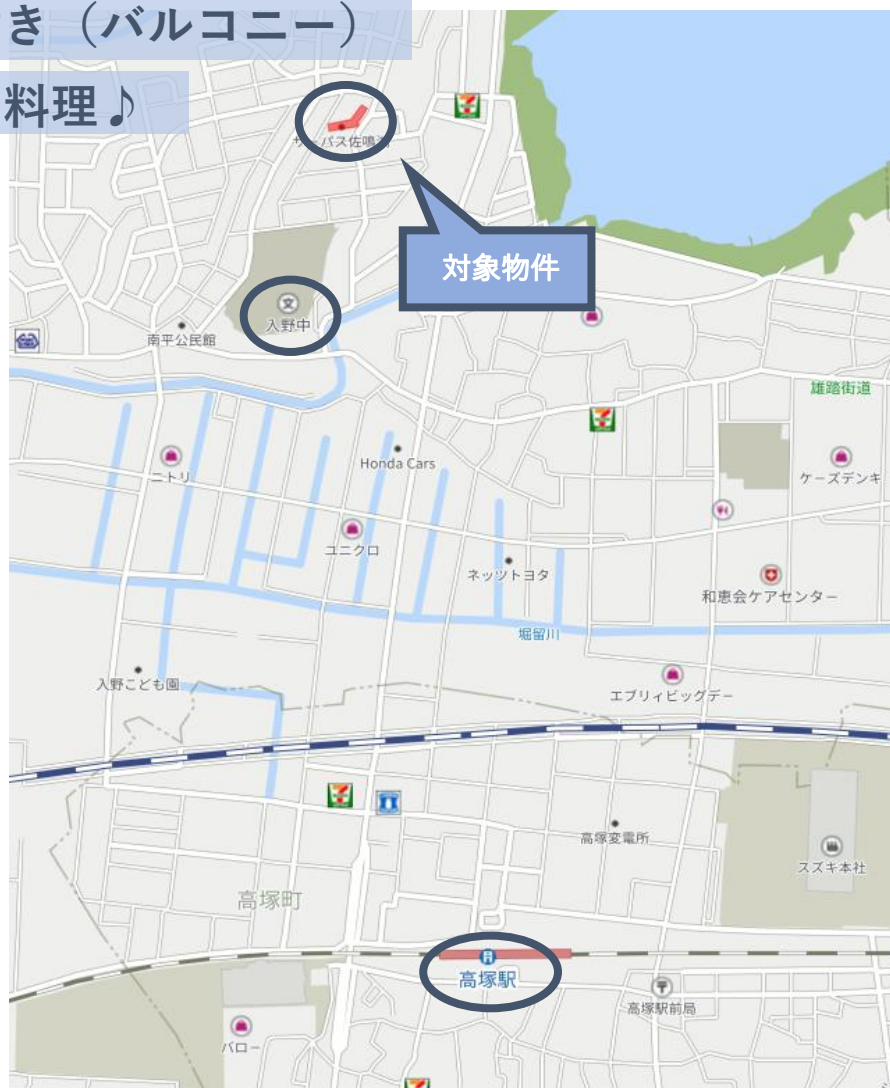 き（バルコニー）
料理♪
サーパス佐鳴湖
対象物件
入野中
南平公民館
雄踏街道
Honda Cars
ニトリ
ケーズデンキ
ユニクロ
ネッツトヨタ
和恵会ケアセンター
堀留川
入野こども園
エブリィビッグデー
高塚変電所
スズキ本社
高塚町
高塚駅
高塚駅前局
バロー